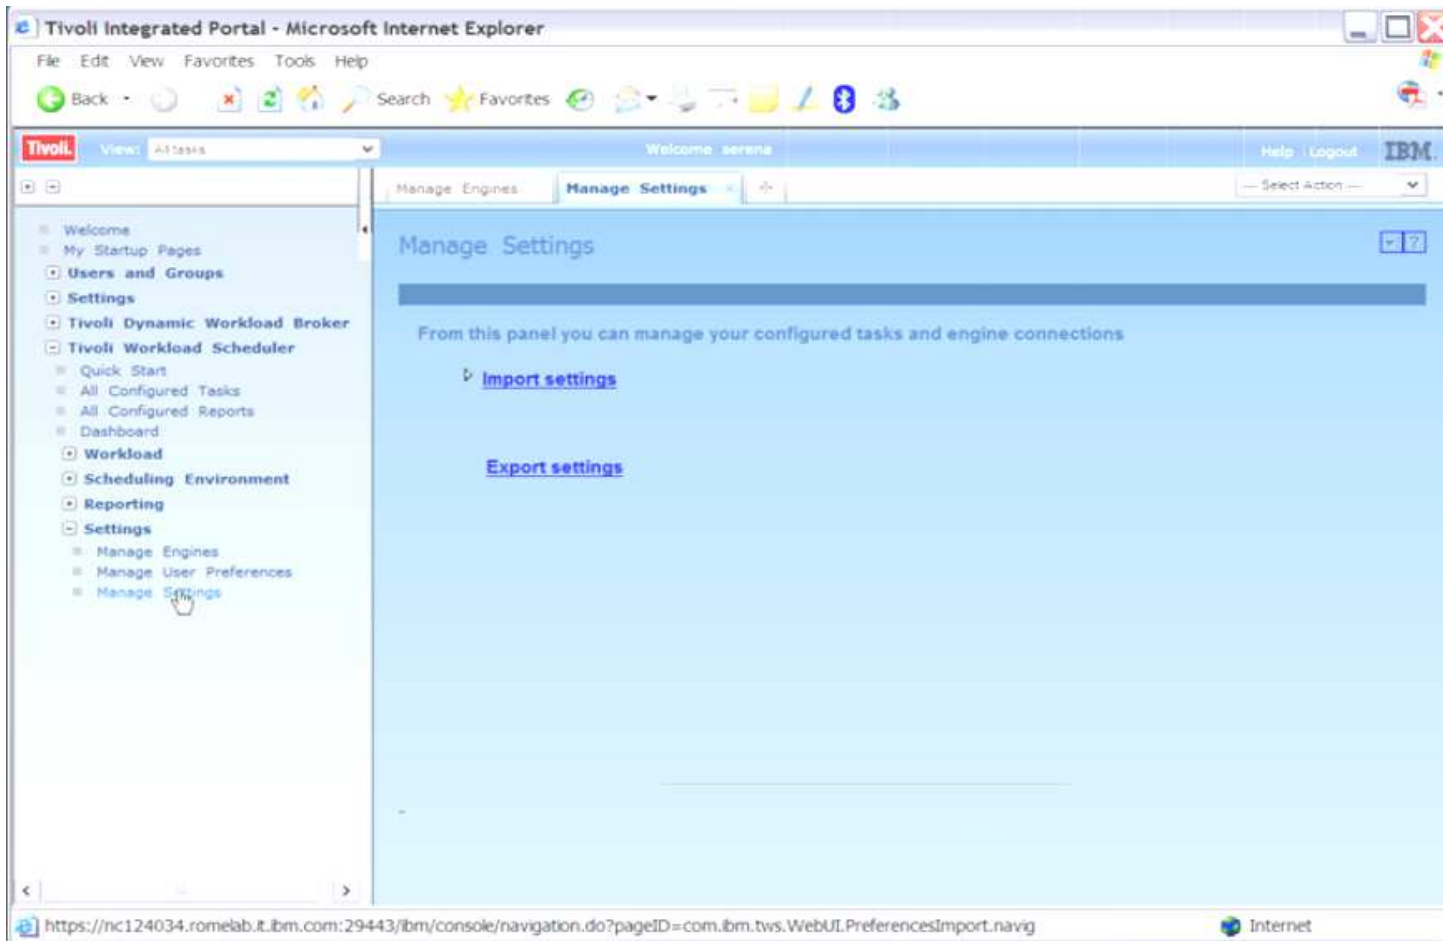 Tivoli Integrated Portal - Microsoft Internet Explorer
File Edit View Favorites Tools Help
Back Search Favorites
Tivoli. View: All tasks Welcome serena Help Logout IBM.
Manage Engines Manage Settings --- Select Action ---
Welcome
My Startup Pages
Users and Groups
Settings
Tivoli Dynamic Workload Broker
Tivoli Workload Scheduler
Quick Start
All Configured Tasks
All Configured Reports
Dashboard
Workload
Scheduling Environment
Reporting
Settings
Manage Engines
Manage User Preferences
Manage Settings
Manage Settings
?
From this panel you can manage your configured tasks and engine connections
Import settings
Export settings
https://nc124034.romelab.it.ibm.com:29443/ibm/console/navigation.do?pageID=com.ibm.tws.WebUI.PreferencesImport.navig Internet